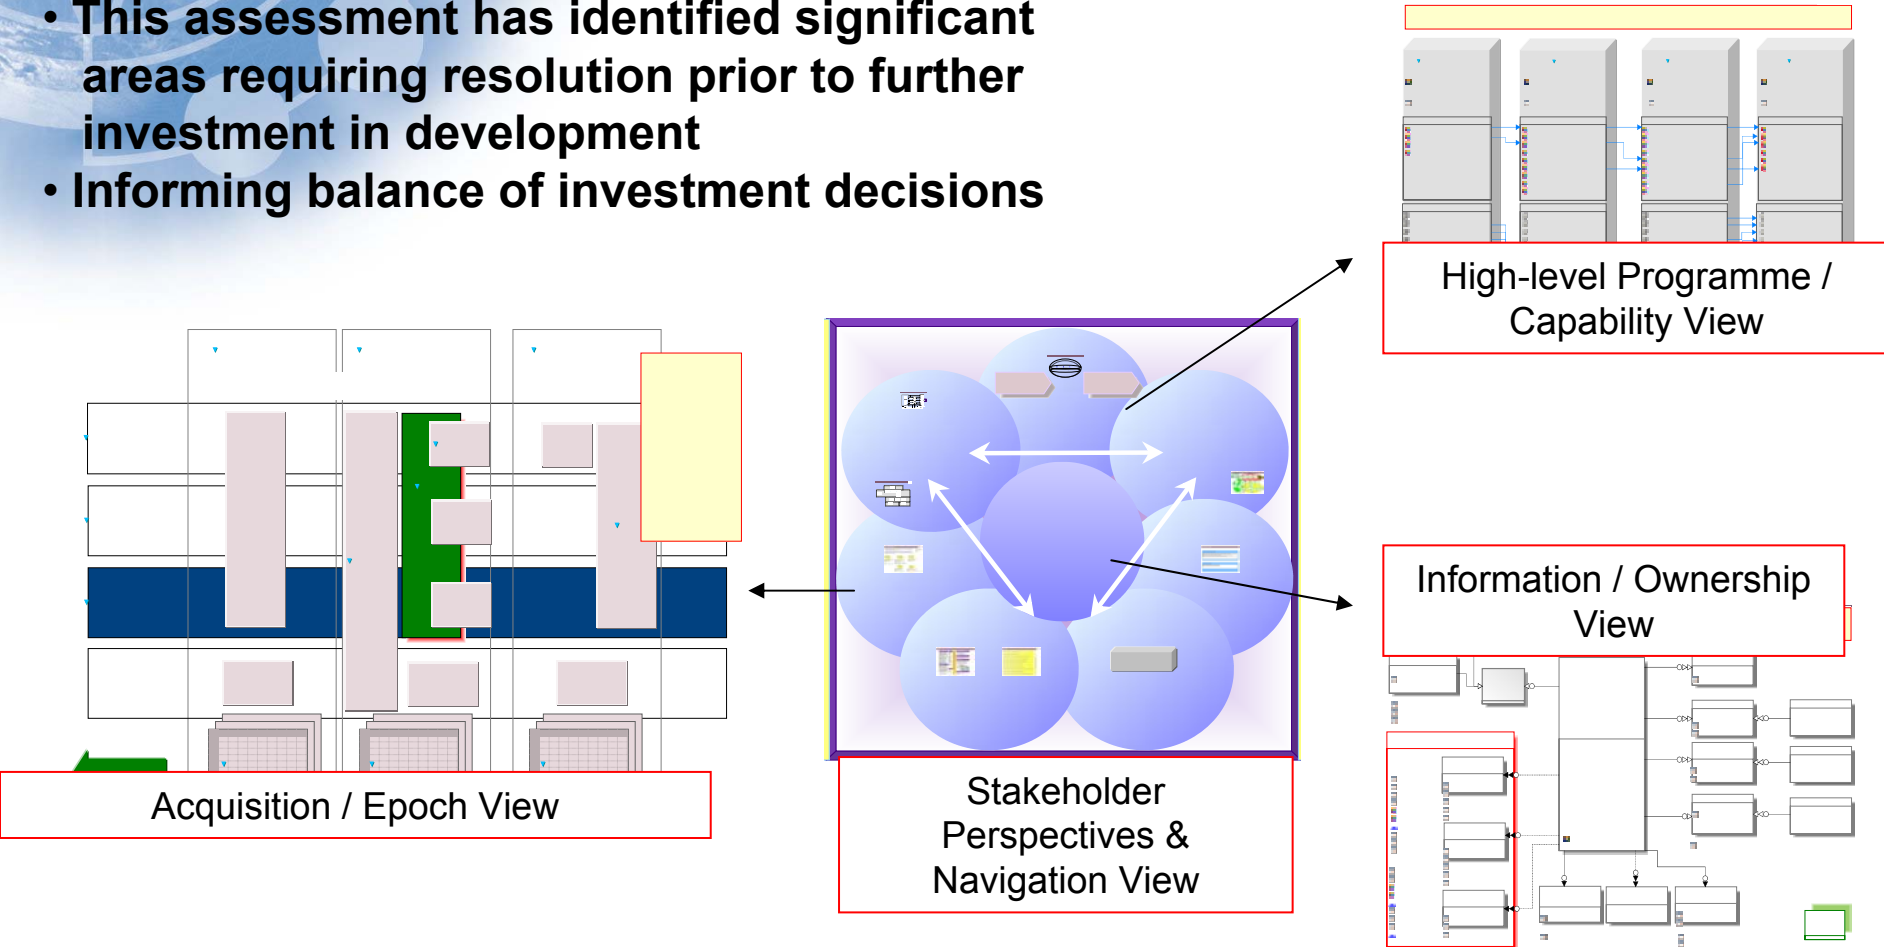 • This assessment has identified significant
areas requiring resolution prior to further
investment in development
• Informing balance of investment decisions
High-level Programme /
Capability View
Information / Ownership
View
Acquisition / Epoch View
Stakeholder
Perspectives &
Navigation View